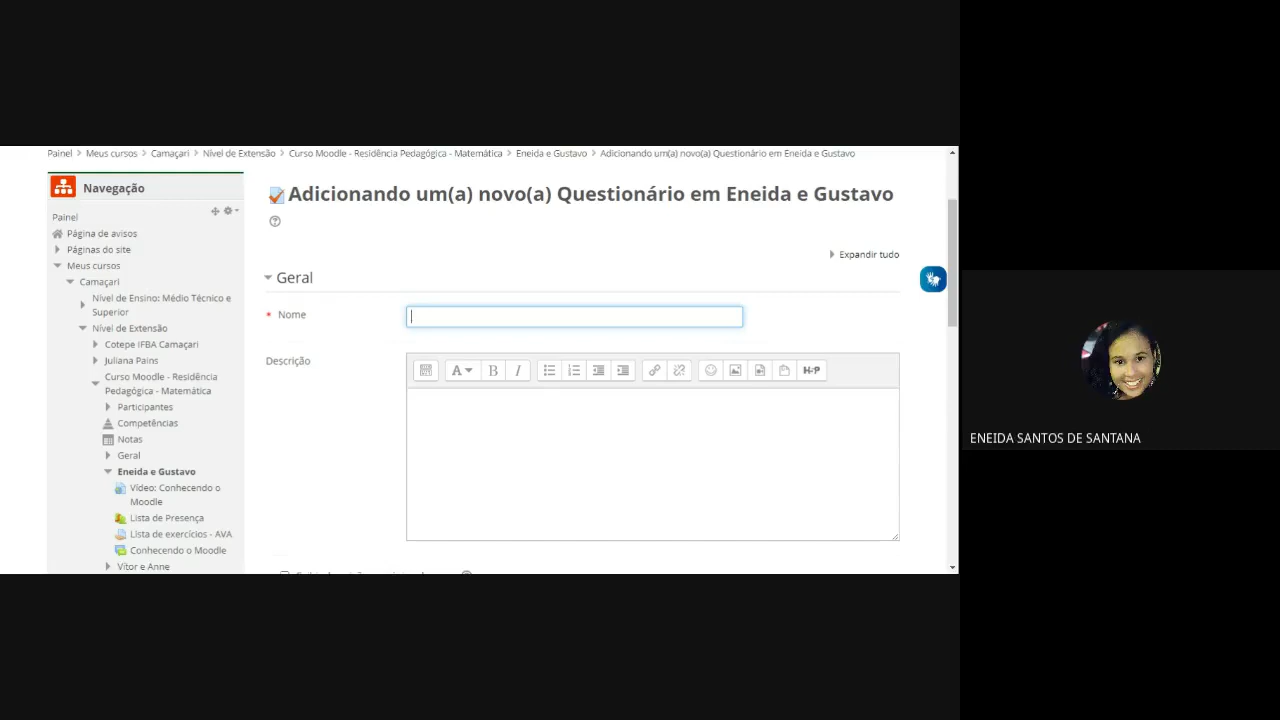 Painel > Meus cursos > Camaçari > Nível de Extensão > Curso Moodle - Residência Pedagógica - Matemática > Eneida e Gustavo > Adicionando um(a) novo(a) Questionário em Eneida e Gustavo
Navegação
Painel
Página de avisos
Páginas do site
Meus cursos
Camaçari
Nível de Ensino: Médio Técnico e
Superior
Nível de Extensão
Cotepe IFBA Camaçari
Juliana Pains
Curso Moodle - Residência
Pedagógica - Matemática
Participantes
Competências
Notas
Geral
Eneida e Gustavo
Vídeo: Conhecendo o
Moodle
Lista de Presença
Lista de exercícios - AVA
Conhecendo o Moodle
Vitor e Anne
Adicionando um(a) novo(a) Questionário em Eneida e Gustavo
Expandir tudo
Geral
* Nome
Descrição
A B I H-P
ENEIDA SANTOS DE SANTANA